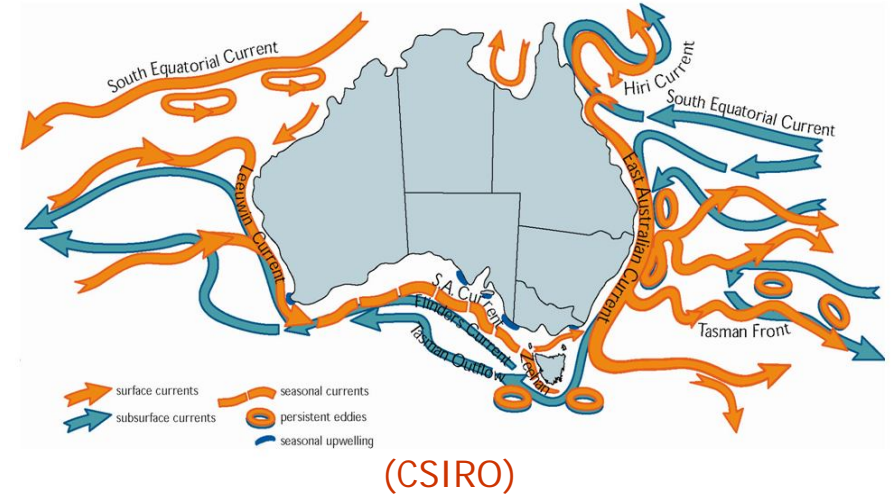 South Equatorial Current
Hiri Current
South Equatorial Current
Leeuwin Current
East Australian Current
S.A. Current
Flinders Current
Tasman Outflow
Zeehan
Tasman Front
surface currents
seasonal currents
subsurface currents
persistent eddies
seasonal upwelling
(CSIRO)